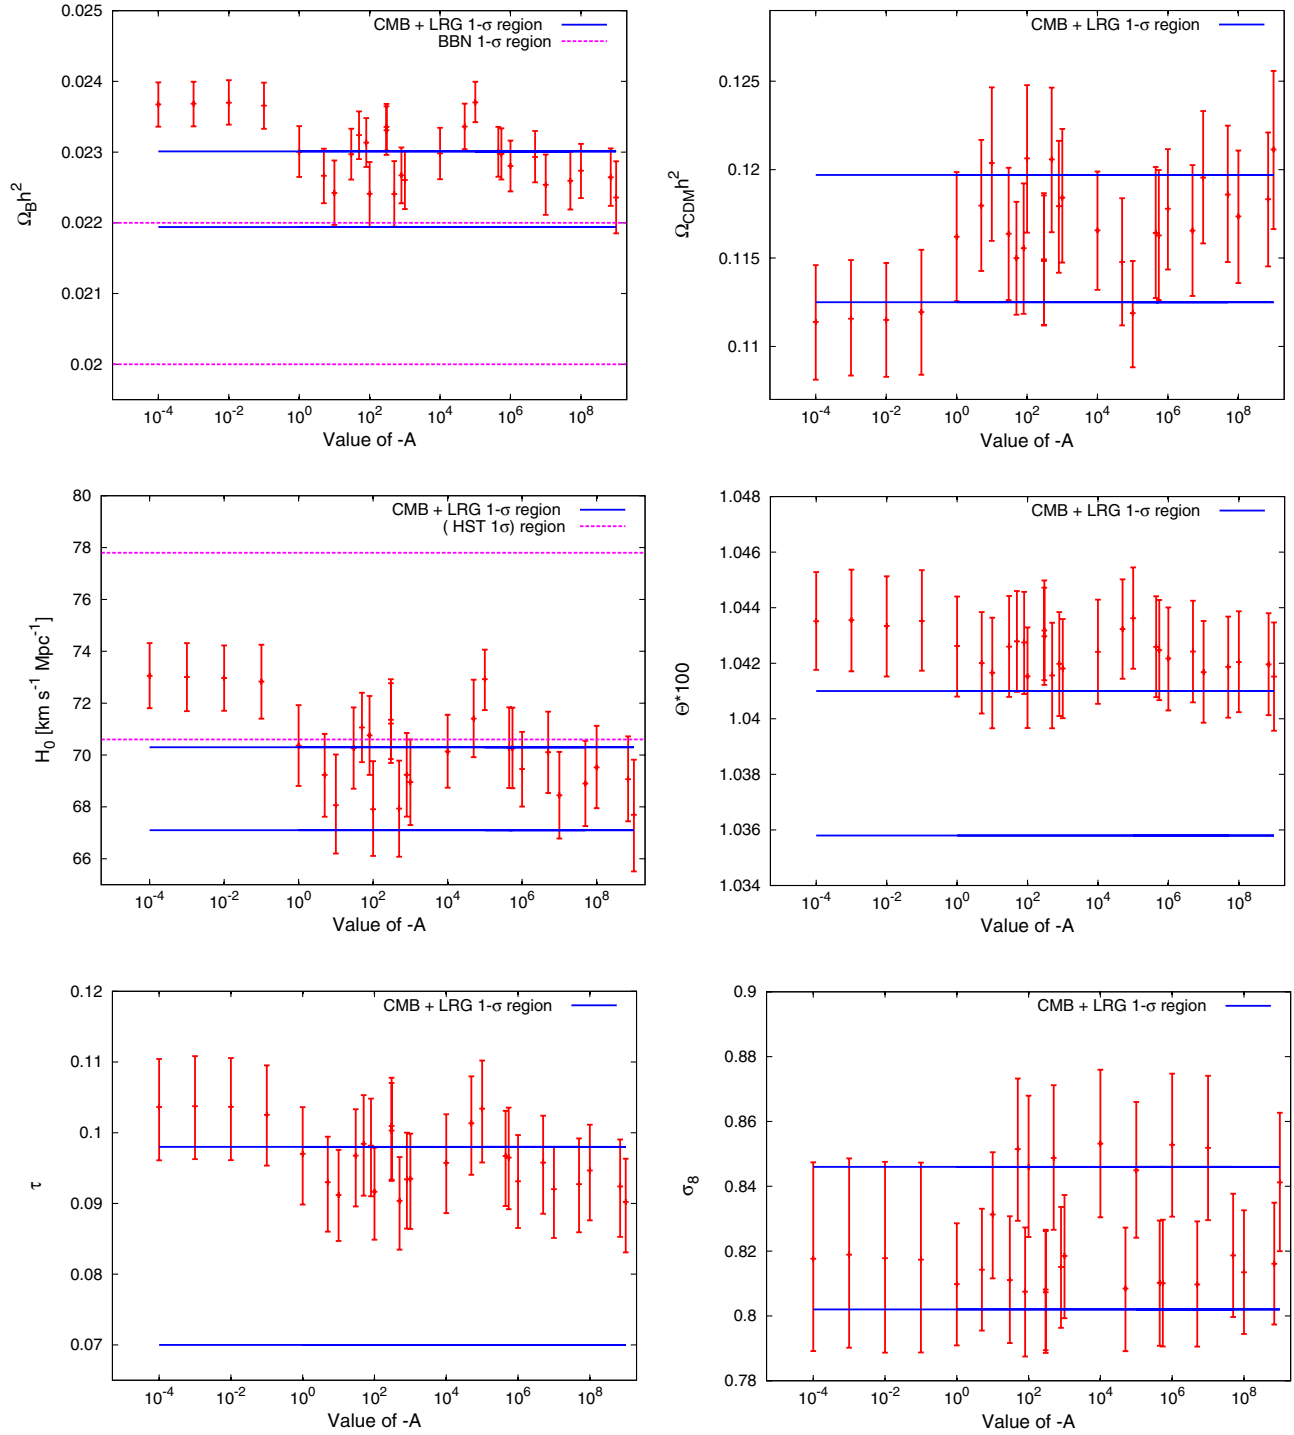 0.025
0.024
0.023
0.022
0.021
0.02
Ω_B h²
CMB + LRG 1-σ region
BBN 1-σ region
10⁻⁴ 10⁻² 10⁰ 10² 10⁴ 10⁶ 10⁸
Value of -A
0.125
0.12
0.115
0.11
Ω_CDM h²
CMB + LRG 1-σ region
10⁻⁴ 10⁻² 10⁰ 10² 10⁴ 10⁶ 10⁸
Value of -A
80
78
76
74
72
70
68
66
H₀ [km s⁻¹ Mpc⁻¹]
CMB + LRG 1-σ region
( HST 1σ) region
10⁻⁴ 10⁻² 10⁰ 10² 10⁴ 10⁶ 10⁸
Value of -A
1.048
1.046
1.044
1.042
1.04
1.038
1.036
1.034
Θ*100
CMB + LRG 1-σ region
10⁻⁴ 10⁻² 10⁰ 10² 10⁴ 10⁶ 10⁸
Value of -A
0.12
0.11
0.1
0.09
0.08
0.07
τ
CMB + LRG 1-σ region
10⁻⁴ 10⁻² 10⁰ 10² 10⁴ 10⁶ 10⁸
Value of -A
0.9
0.88
0.86
0.84
0.82
0.8
0.78
σ₈
CMB + LRG 1-σ region
10⁻⁴ 10⁻² 10⁰ 10² 10⁴ 10⁶ 10⁸
Value of -A